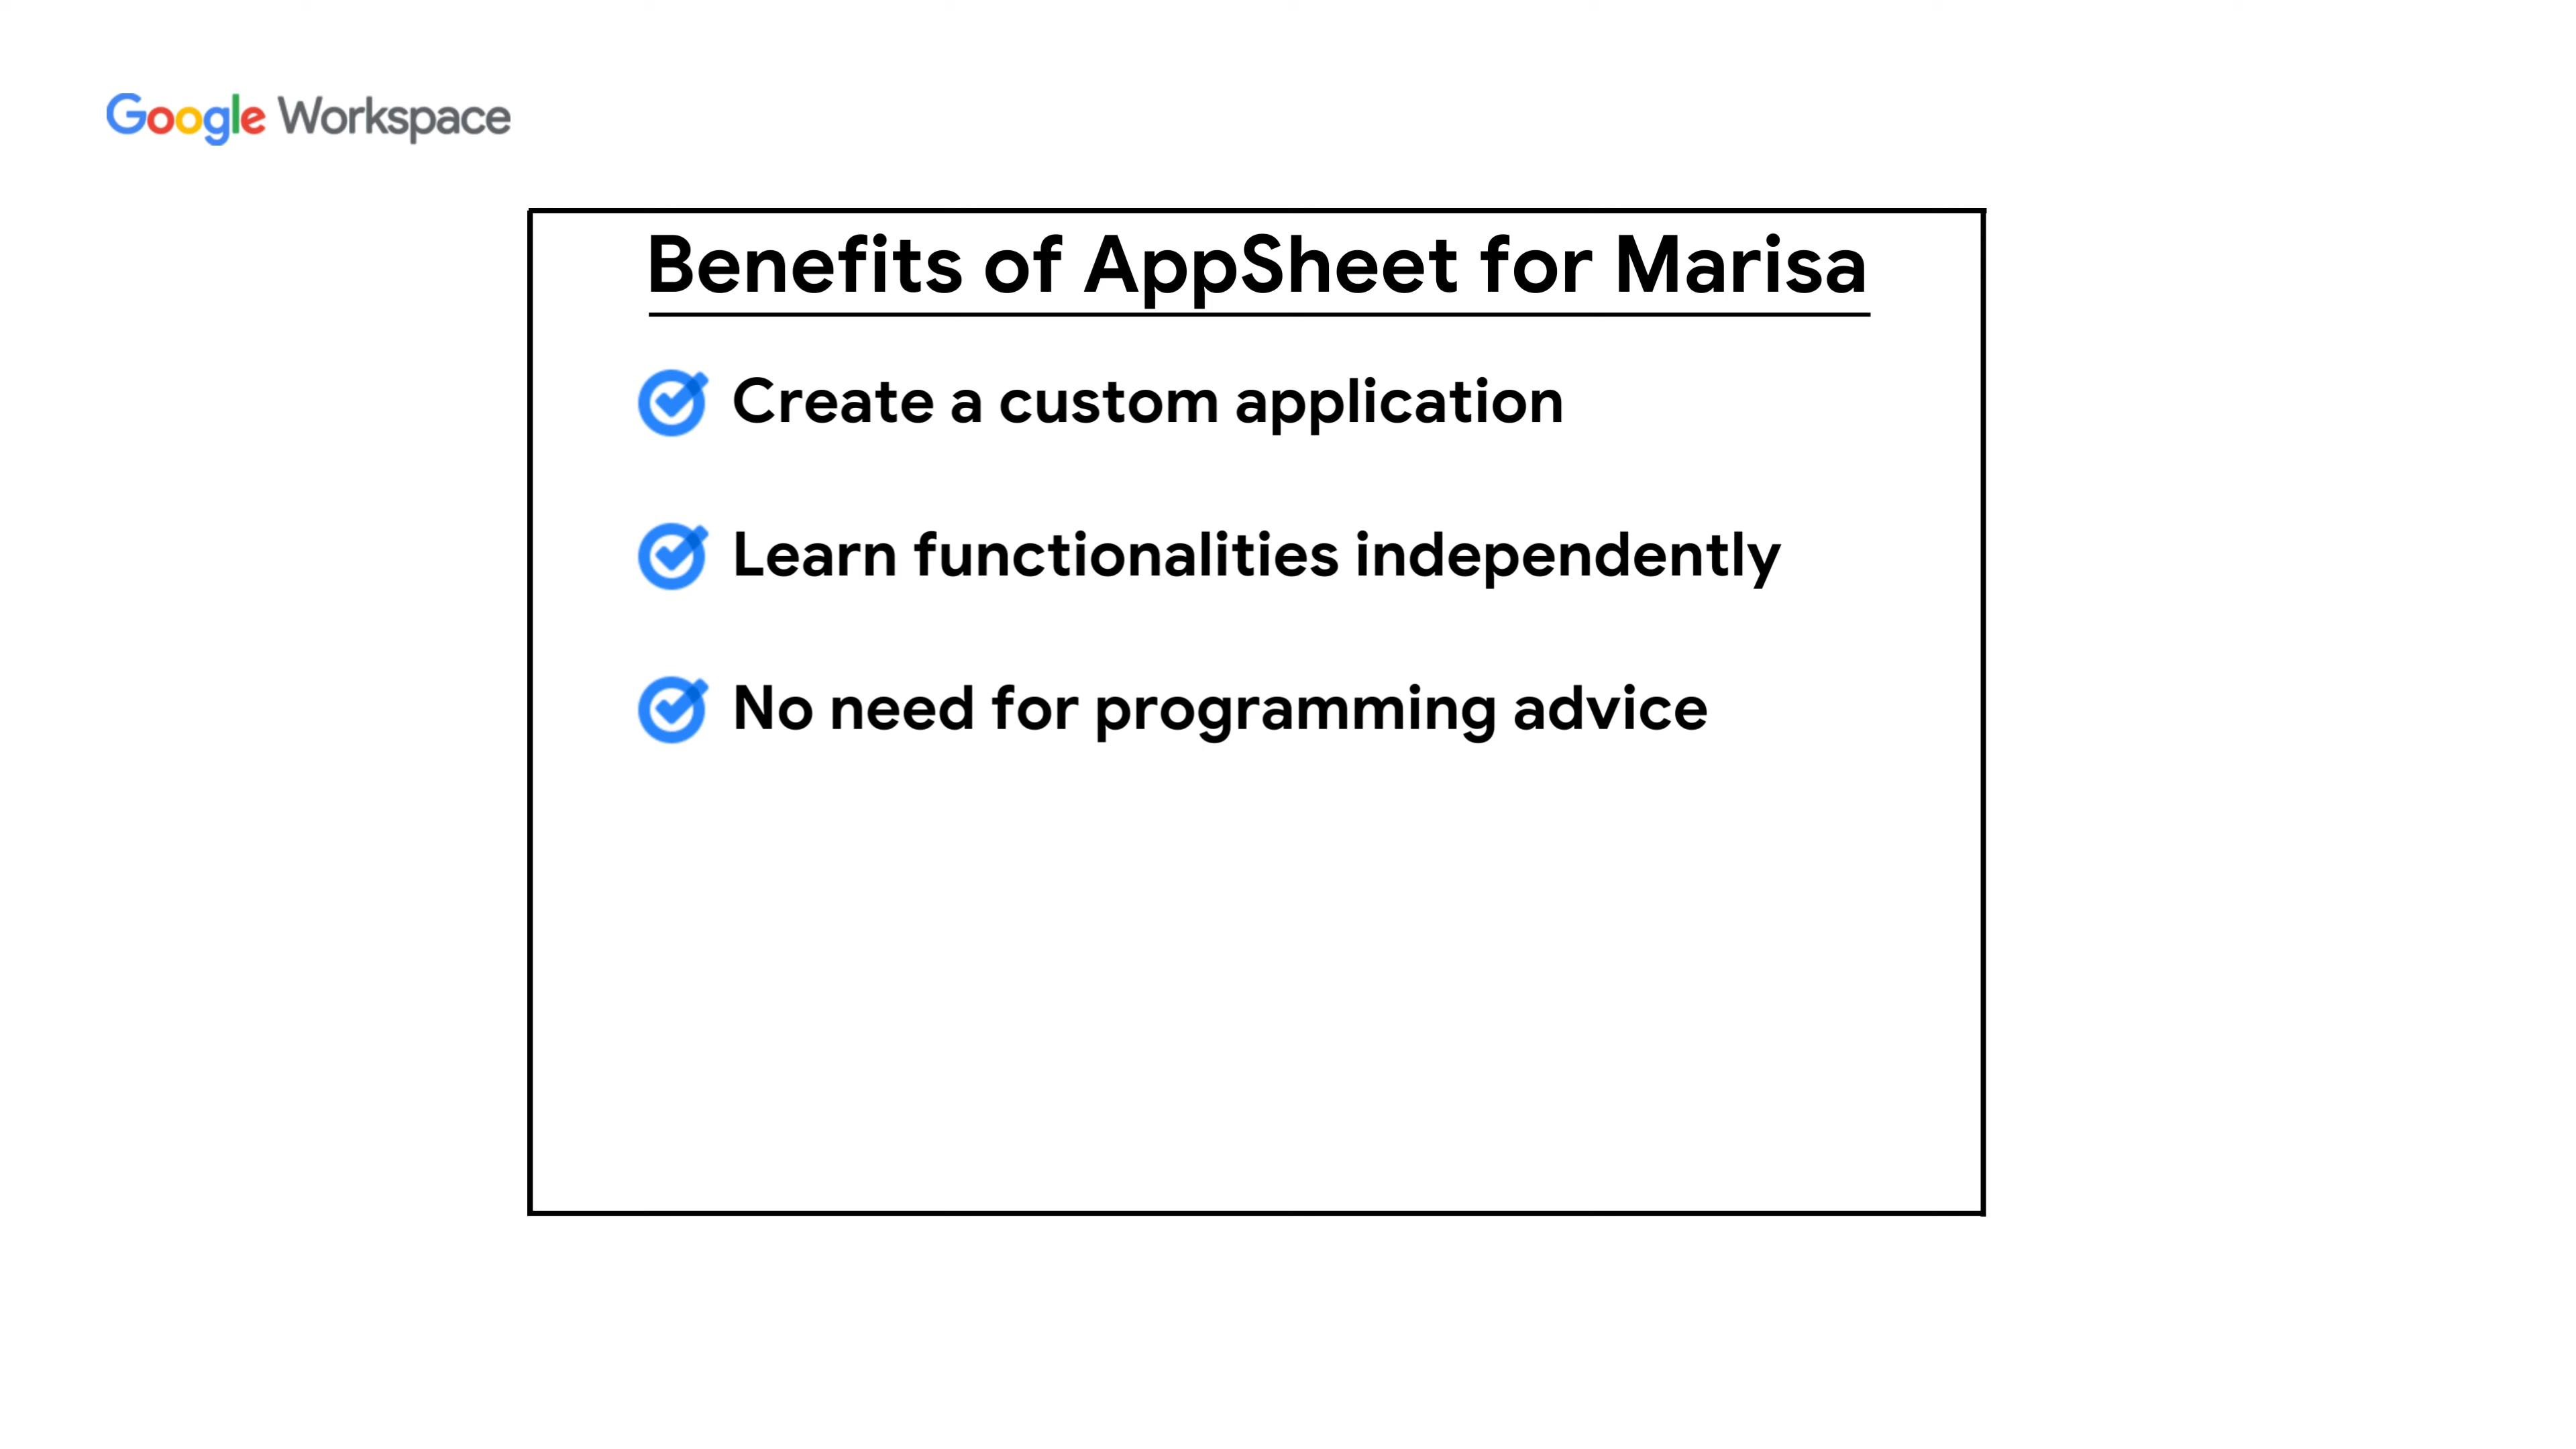 Google Workspace
Benefits of AppSheet for Marisa
Create a custom application
Learn functionalities independently
No need for programming advice